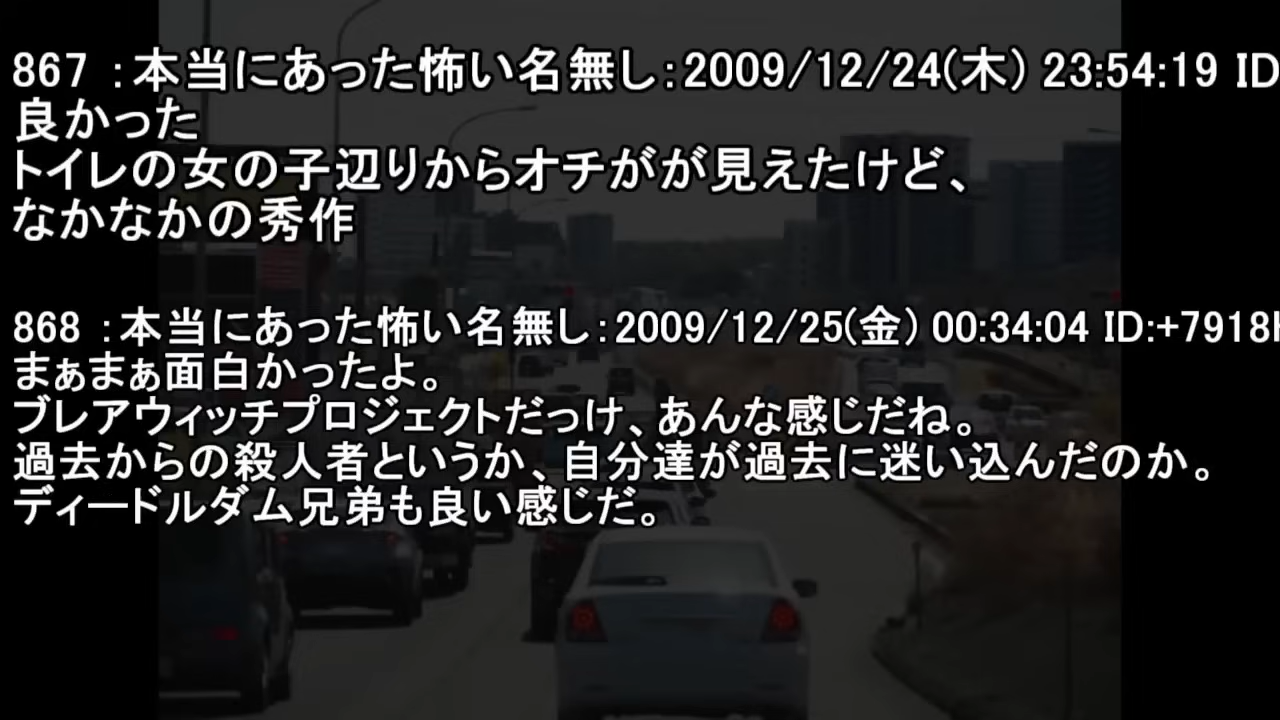 867 ：本当にあった怖い名無し：2009/12/24(木) 23:54:19 ID
良かった
トイレの女の子辺りからオチがが見えたけど、
なかなかの秀作
868 ：本当にあった怖い名無し：2009/12/25(金) 00:34:04 ID:+7918
まぁまぁ面白かったよ。
ブレアウィッチプロジェクトだっけ、あんな感じだね。
過去からの殺人者というか、自分達が過去に迷い込んだのか。
ディードルダム兄弟も良い感じだ。